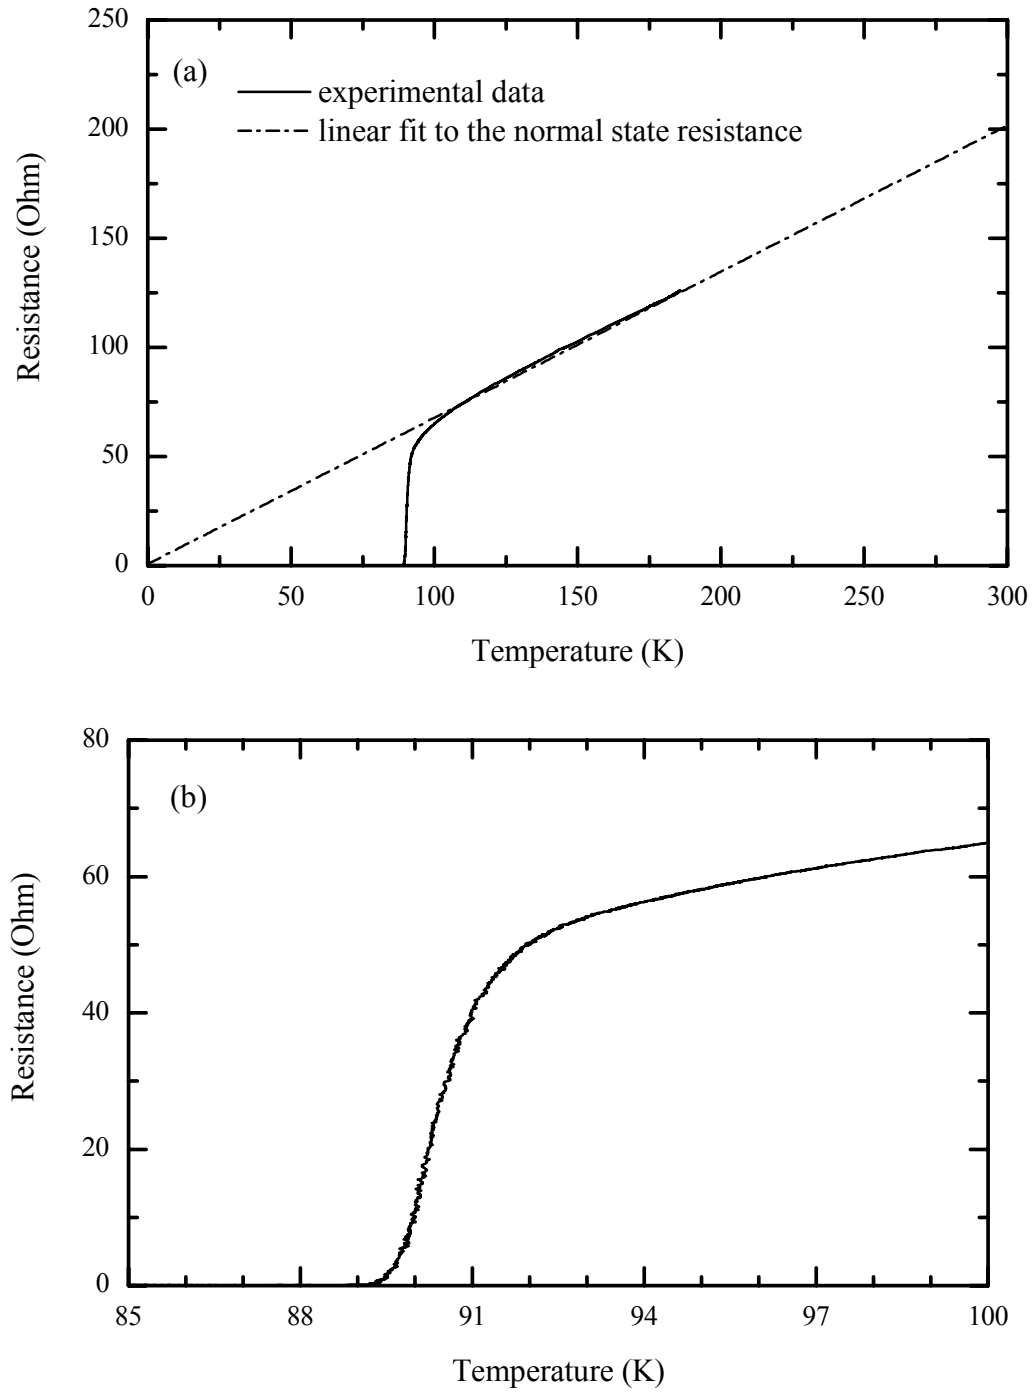 250
(a)
experimental data
linear fit to the normal state resistance
200
150
100
50
0
Resistance (Ohm)
0 50 100 150 200 250 300
Temperature (K)
80
(b)
60
40
20
0
Resistance (Ohm)
85 88 91 94 97 100
Temperature (K)